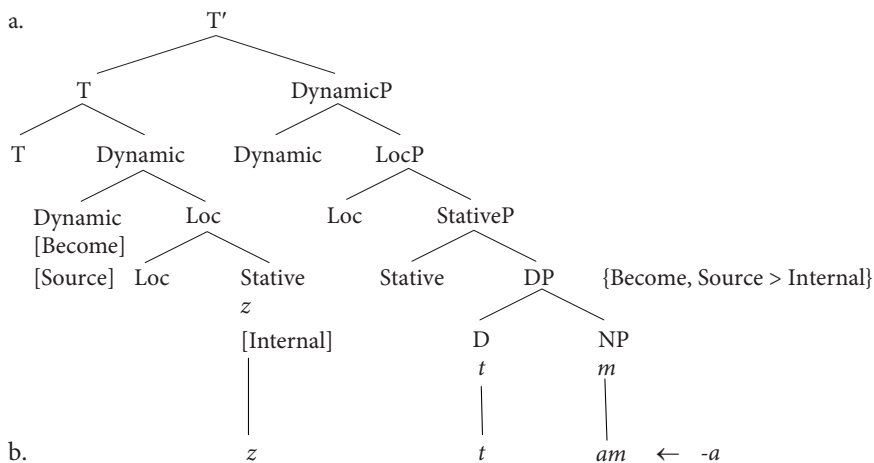 a. T′
T DynamicP
T Dynamic Dynamic LocP
Dynamic Loc Loc StativeP
[Become]
[Source] Loc Stative Stative DP {Become, Source > Internal}
z
[Internal] D NP
t m
b. z t am ← -a